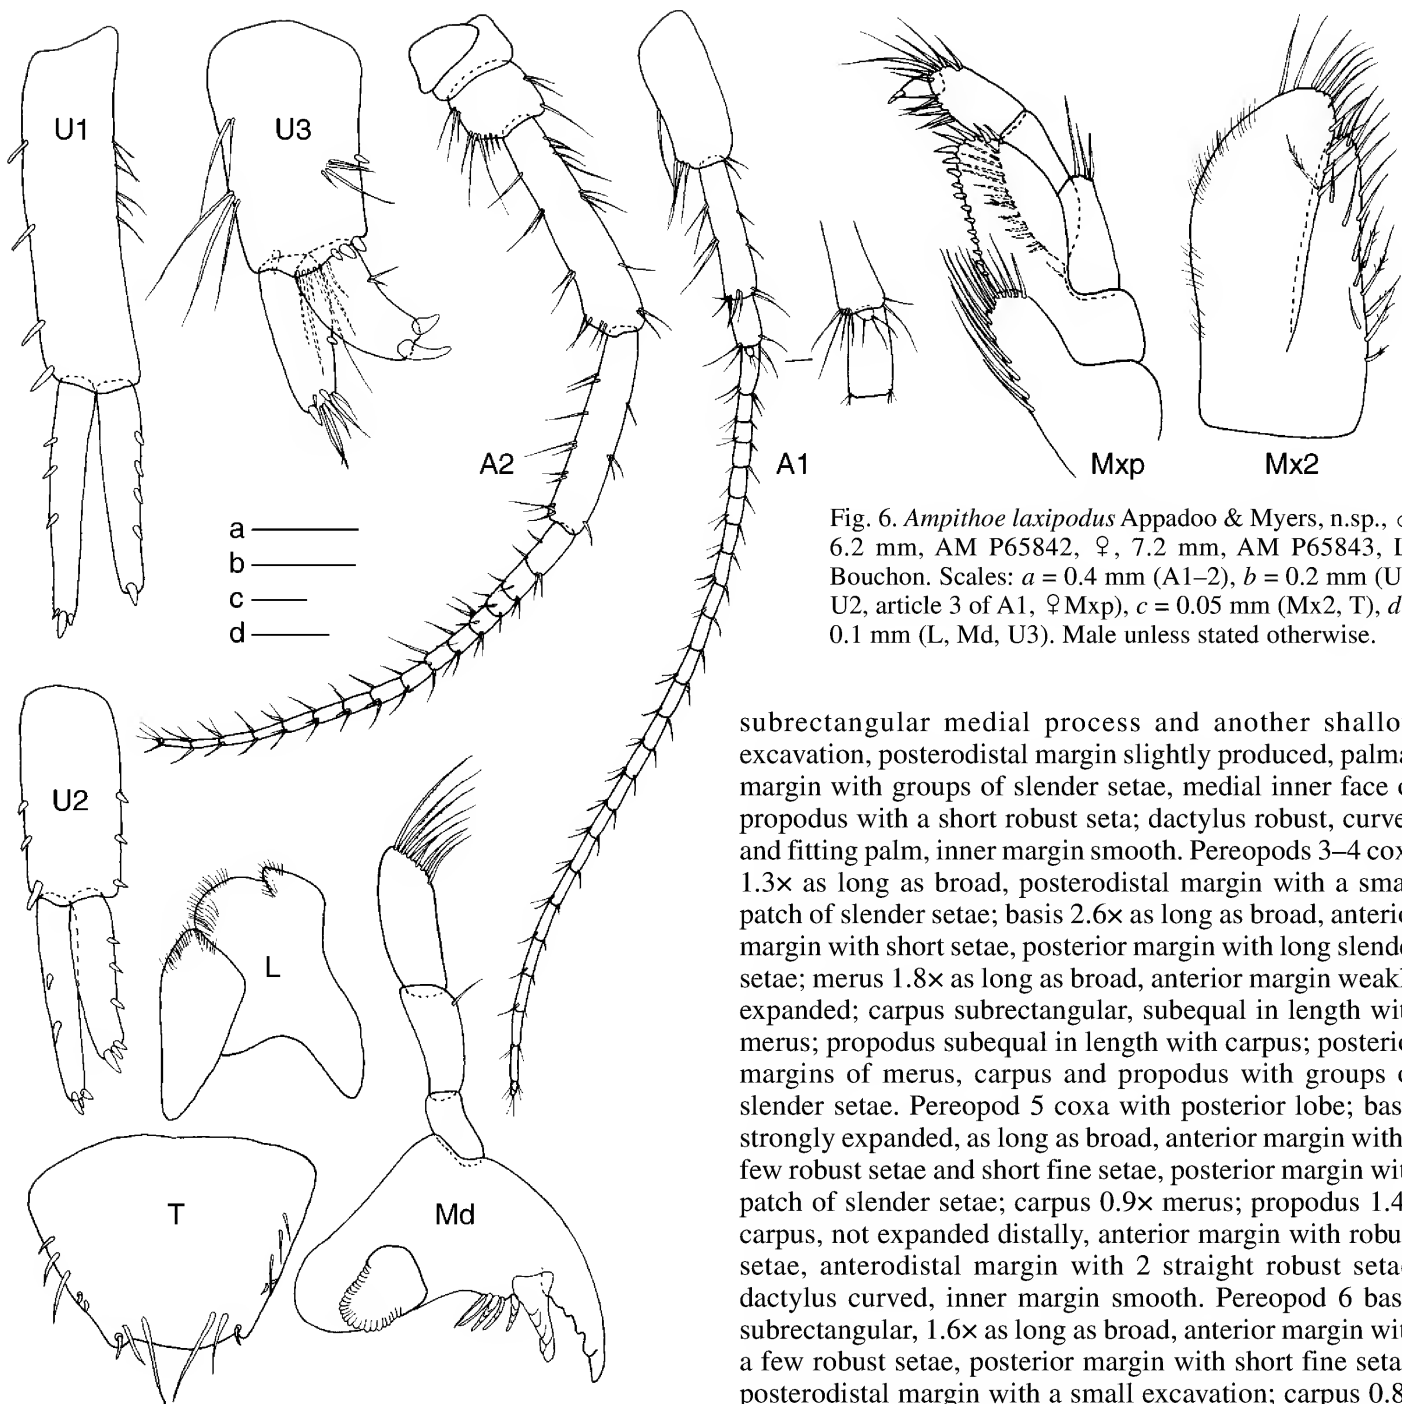 U1
U3
A2
A1
Mxp
Mx2
a
b
c
d
U2
L
T
Md
Fig. 6. Ampithoe laxipodus Appadoo & Myers, n.sp., ♂
6.2 mm, AM P65842, ♀, 7.2 mm, AM P65843, 
Bouchon. Scales: a = 0.4 mm (A1–2), b = 0.2 mm (U
U2, article 3 of A1, ♀Mxp), c = 0.05 mm (Mx2, T), d
0.1 mm (L, Md, U3). Male unless stated otherwise.
subrectangular medial process and another shallo
excavation, posterodistal margin slightly produced, palma
margin with groups of slender setae, medial inner face
propodus with a short robust seta; dactylus robust, curve
and fitting palm, inner margin smooth. Pereopods 3–4 cox
1.3× as long as broad, posterodistal margin with a sma
patch of slender setae; basis 2.6× as long as broad, anterio
margin with short setae, posterior margin with long slende
setae; merus 1.8× as long as broad, anterior margin weakl
expanded; carpus subrectangular, subequal in length wit
merus; propodus subequal in length with carpus; posterio
margins of merus, carpus and propodus with groups
slender setae. Pereopod 5 coxa with posterior lobe; bas
strongly expanded, as long as broad, anterior margin with
few robust setae and short fine setae, posterior margin wit
patch of slender setae; carpus 0.9× merus; propodus 1.4
carpus, not expanded distally, anterior margin with robu
setae, anterodistal margin with 2 straight robust seta
dactylus curved, inner margin smooth. Pereopod 6 bas
subrectangular, 1.6× as long as broad, anterior margin wit
a few robust setae, posterior margin with short fine seta
posterodistal margin with a small excavation; carpus 0.8